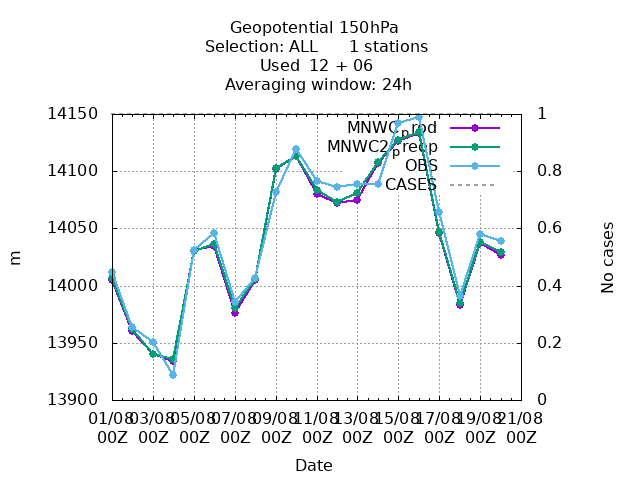 Geopotential 150hPa
Selection: ALL      1 stations
Used  12 + 06
Averaging window: 24h
14150
14100
14050
14000
13950
13900
m
1
0.8
0.6
0.4
0.2
0
No cases
MNWC_prod
MNWC2_preop
OBS
CASES
01/08 03/08 05/08 07/08 09/08 11/08 13/08 15/08 17/08 19/08 21/08
00Z 00Z 00Z 00Z 00Z 00Z 00Z 00Z 00Z 00Z 00Z
Date